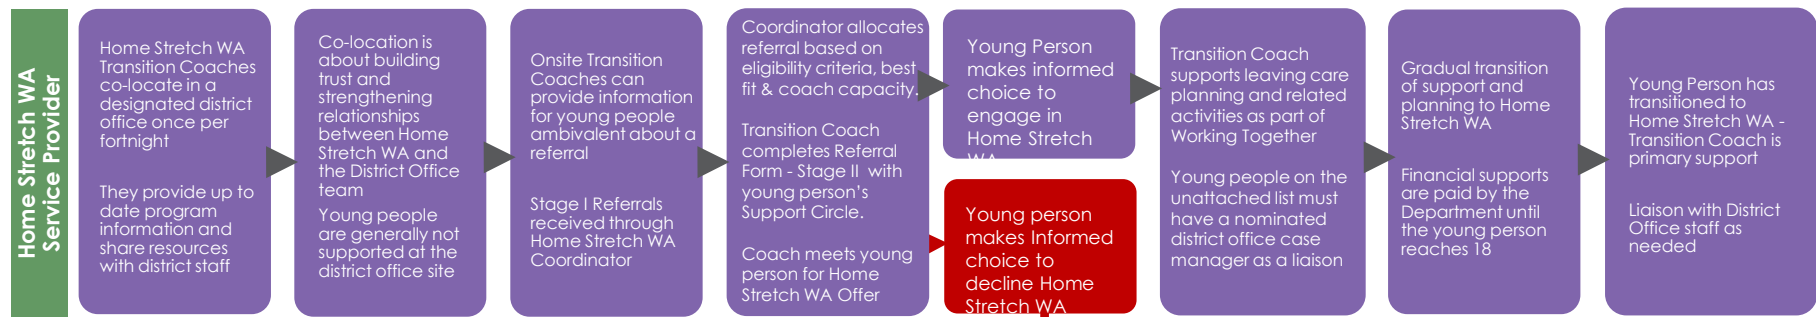 Home Stretch WA
Service Provider
Home Stretch WA
Transition Coaches
co-locate in a
designated district
office once per
fortnight
They provide up to
date program
information and
share resources
with district staff
Co-location is
about building
trust and
strengthening
relationships
between Home
Stretch WA and
the District Office
team
Young people
are generally not
supported at the
district office site
Onsite Transition
Coaches can
provide information
for young people
ambivalent about a
referral
Stage I Referrals
received through
Home Stretch WA
Coordinator
Coordinator allocates
referral based on
eligibility criteria, best
fit & coach capacity.
Transition Coach
completes Referral
Form - Stage II with
young person's
Support Circle.
Coach meets young
person for Home
Stretch WA Offer
Young Person
makes informed
choice to
engage in
Home Stretch
WA
Young person
makes Informed
choice to
decline Home
Stretch WA
Transition Coach
supports leaving care
planning and related
activities as part of
Working Together
Young people on the
unattached list must
have a nominated
district office case
manager as a liaison
Gradual transition
of support and
planning to Home
Stretch WA
Financial supports
are paid by the
Department until
the young person
reaches 18
Young Person has
transitioned to
Home Stretch WA -
Transition Coach is
primary support
Liaison with District
Office staff as
needed